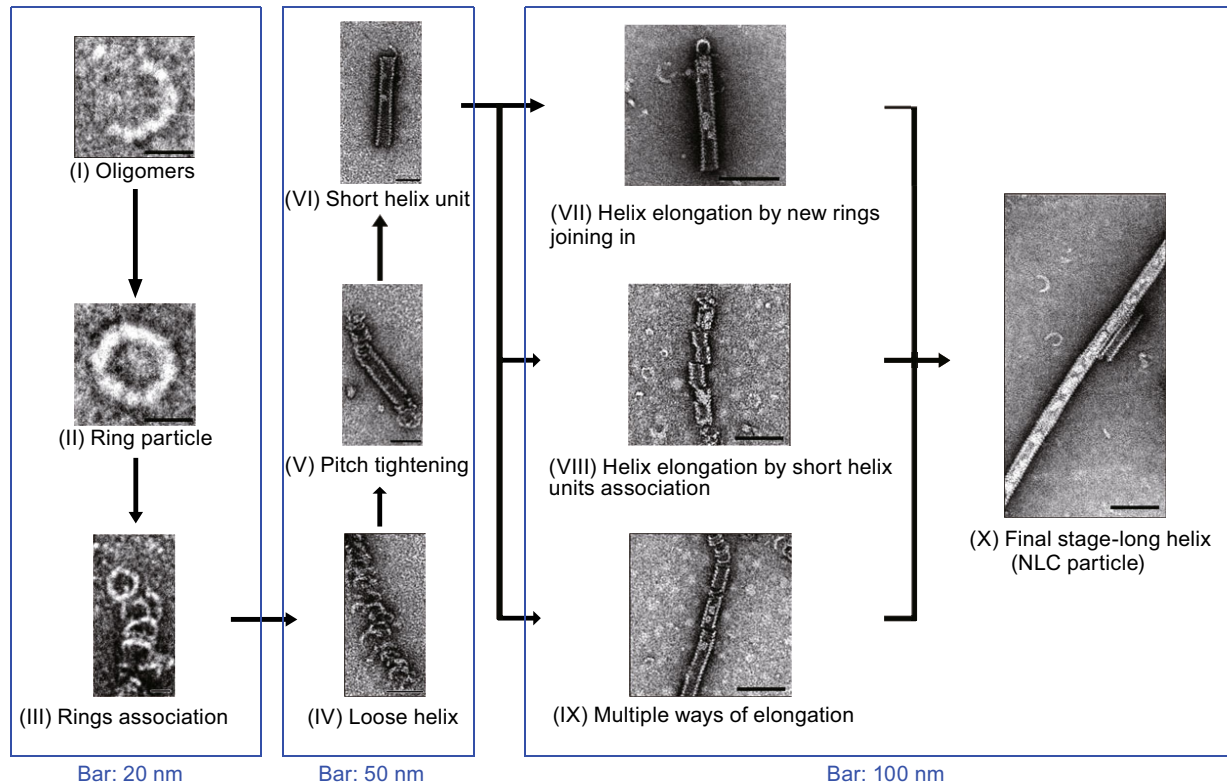 (I) Oligomers
(II) Ring particle
(III) Rings association
Bar: 20 nm
(VI) Short helix unit
(V) Pitch tightening
(IV) Loose helix
Bar: 50 nm
(VII) Helix elongation by new rings
joining in
(VIII) Helix elongation by short helix
units association
(IX) Multiple ways of elongation
(X) Final stage-long helix
(NLC particle)
Bar: 100 nm